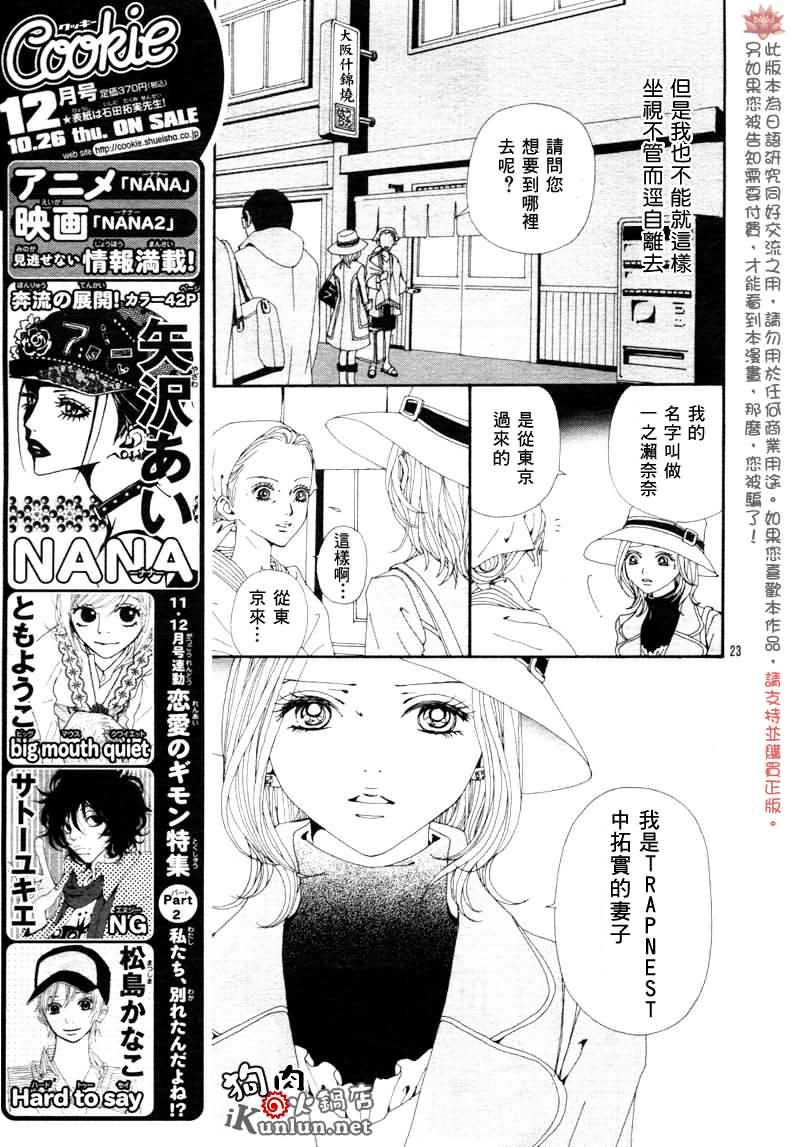 クッキー
Cookie
12月号
定価370円(税込)
★表紙は石田拓実先生!
10.26 thu. ON SALE
web site http://cookie.shueisha.co.jp
アニメ「NANA」
映画「NANA2」
見逃せない情報満載!
奔流の展開!カラー42P
矢沢あい
NANA
11・12月号連動
恋愛のギモン特集
Part 2
私たち、別れたんだよね!?
ともようこ
big mouth quiet
サトーユキエ
NG
松島かなこ
Hard to say
大阪什錦燒
但是我也不能就這樣
坐視不管而逕自離去
請問您
想要到哪裡
去呢?
我的
名字叫做
一之瀨奈奈
是從東京
過來的
這樣啊…
從東
京來…
23
我是TRAPNEST
中拓實的妻子
狗肉
火鍋店
iKunlun.net
此版本為日語研究同好交流之用,請勿用於任何商業用途。如果您喜歡本作品,請支持並購買正版。
只如果您被告知需要付費,才能看到本漫畫,那麼,您被騙了!